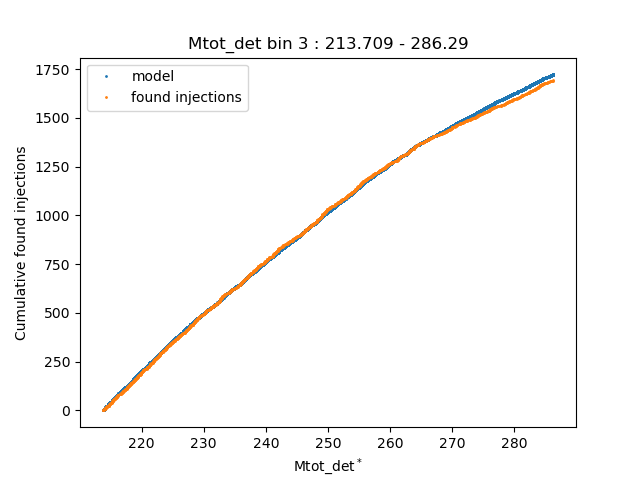 Mtot_det bin 3 : 213.709 - 286.29
model
found injections
1750
1500
1250
1000
750
500
250
0
Cumulative found injections
220 230 240 250 260 270 280
Mtot_det*